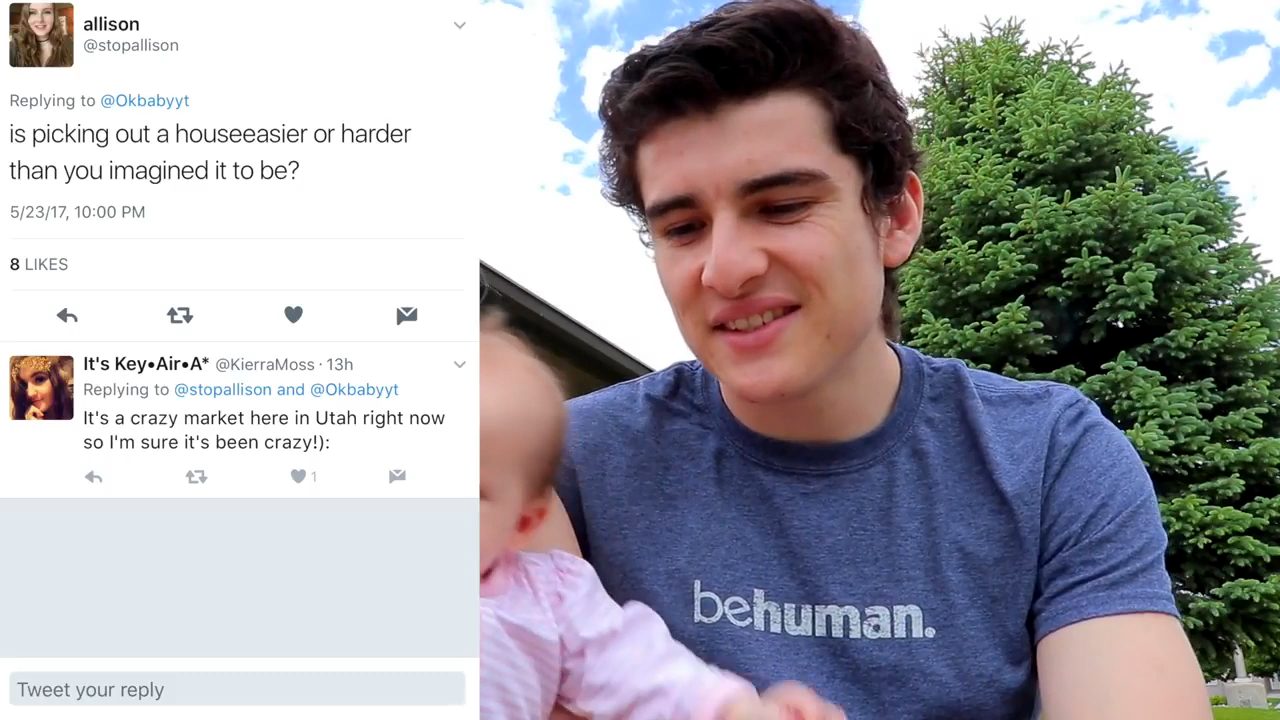 allison
@stopallison
Replying to @Okbabyyt
is picking out a houseeasier or harder
than you imagined it to be?
5/23/17, 10:00 PM
8 LIKES
It's Key•Air•A* @KierraMoss · 13h
Replying to @stopallison and @Okbabyyt
It's a crazy market here in Utah right now
so I'm sure it's been crazy!):
1
Tweet your reply
behuman.